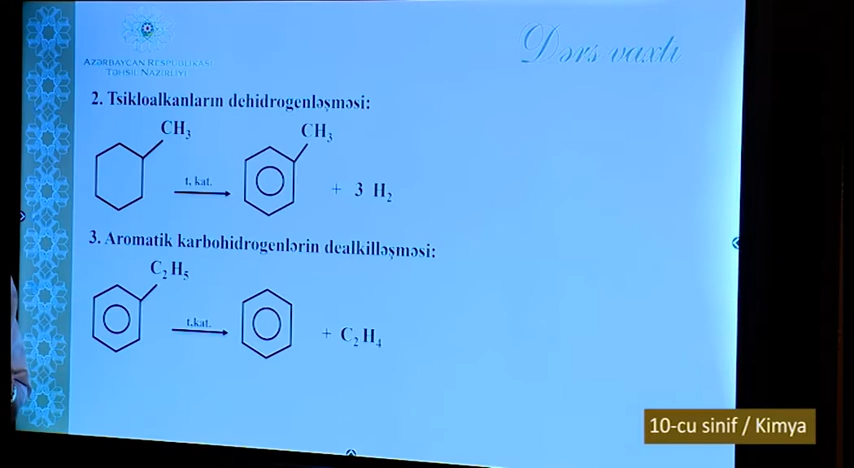 AZƏRBAYCAN RESPUBLİKASI
TƏHSİL NAZİRLİYİ
Dərs vaxtı
2. Tsikloalkanların dehidrogenləşməsi:
CH₃
CH₃
t, kat.
+ 3 H₂
3. Aromatik karbohidrogenlərin dealkilləşməsi:
C₂H₅
t.kat.
+ C₂H₄
10-cu sinif / Kimya